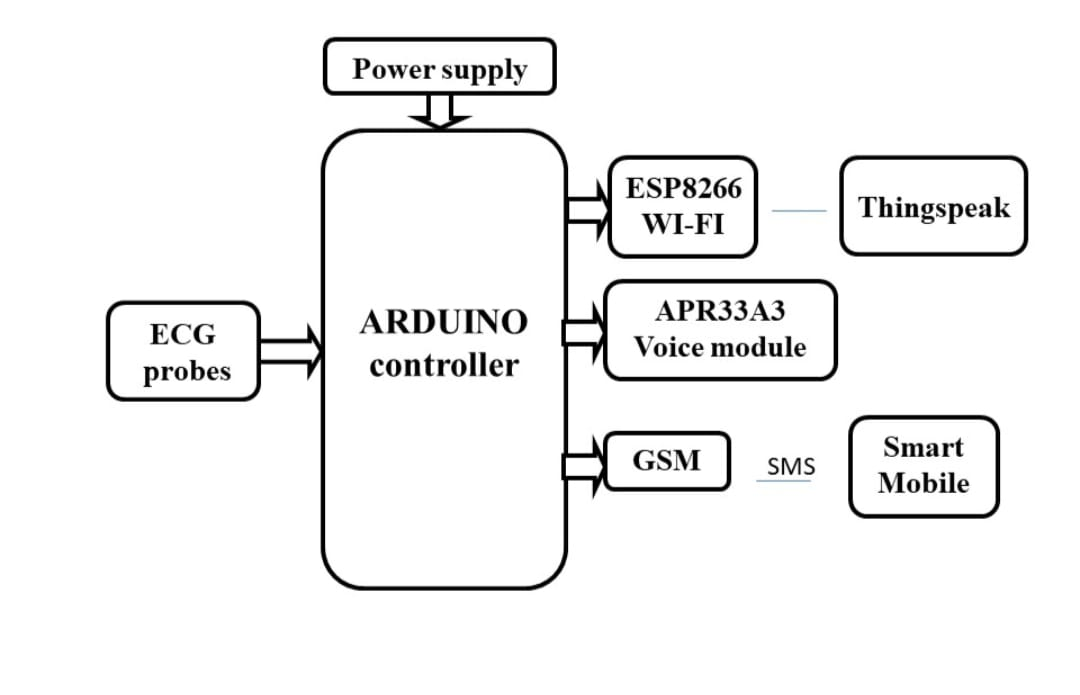 Power supply
ESP8266
WI-FI
Thingspeak
ARDUINO
controller
ECG
probes
APR33A3
Voice module
GSM
SMS
Smart
Mobile